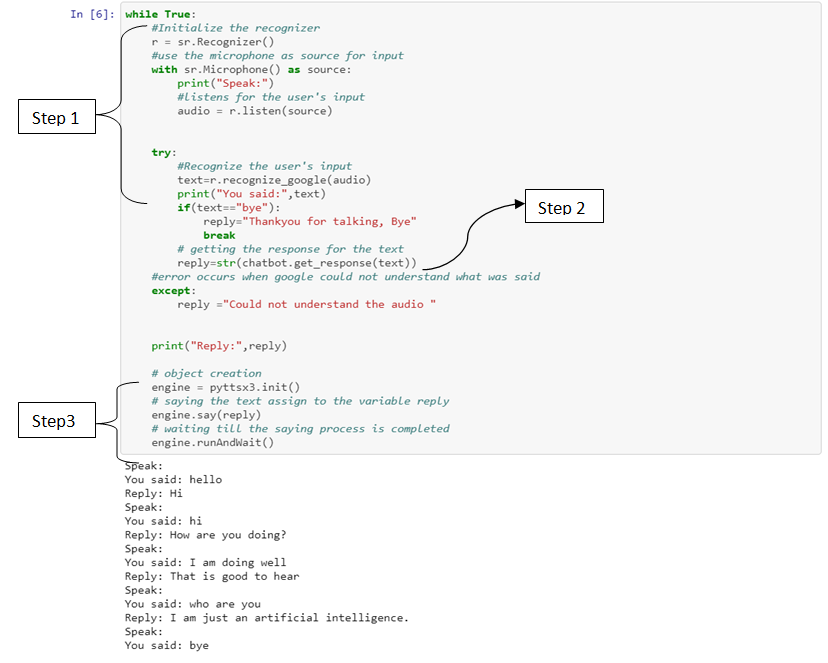 In [6]: while True:
#Initialize the recognizer
r = sr.Recognizer()
#use the microphone as source for input
with sr.Microphone() as source:
print("Speak:")
#listens for the user's input
audio = r.listen(source)
Step 1
try:
#Recognize the user's input
text=r.recognize_google(audio)
print("You said:",text)
if(text=="bye"):
Step 2
reply="Thankyou for talking, Bye"
break
# getting the response for the text
reply=str(chatbot.get_response(text))
#error occurs when google could not understand what was said
except:
reply ="Could not understand the audio "
print("Reply:",reply)
# object creation
engine = pyttsx3.init()
# saying the text assign to the variable reply
engine.say(reply)
Step3
# waiting till the saying process is completed
engine.runAndWait()
Speak:
You said: hello
Reply: Hi
Speak:
You said: hi
Reply: How are you doing?
Speak:
You said: I am doing well
Reply: That is good to hear
Speak:
You said: who are you
Reply: I am just an artificial intelligence.
Speak:
You said: bye